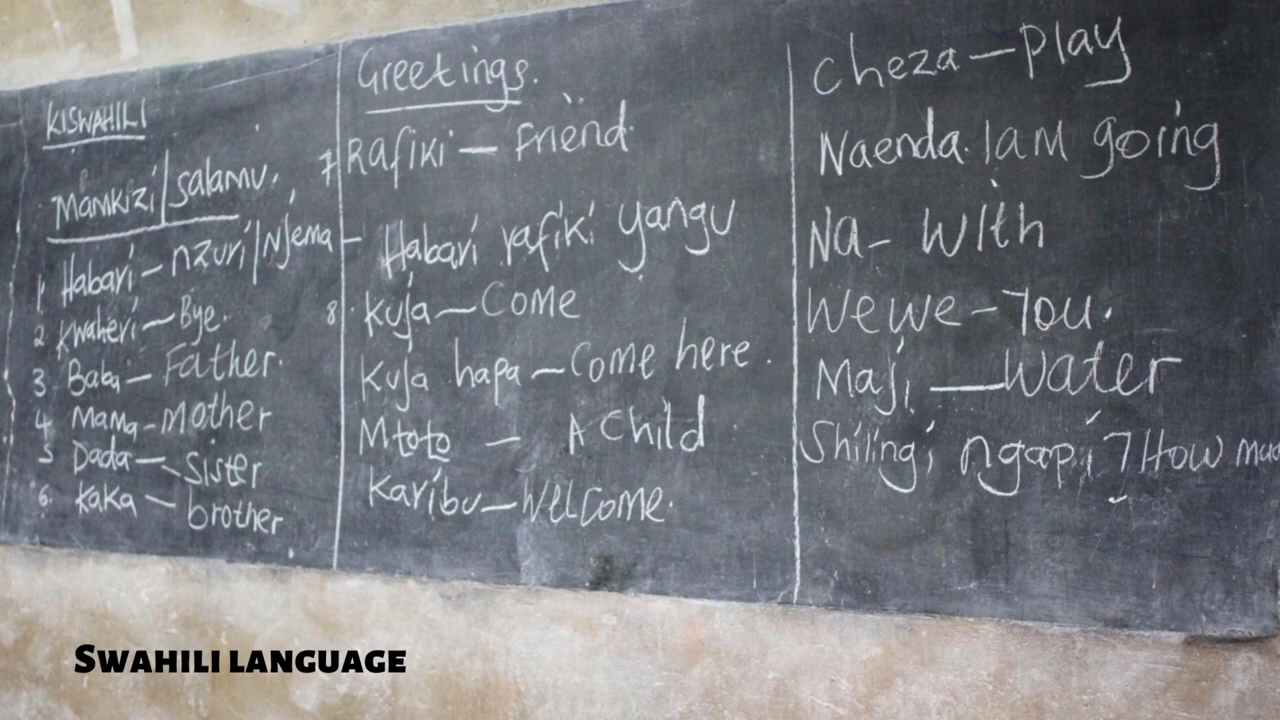 KISWAHILI
Mamkizi/salamu.
1 Habari – nzuri/Njema
2 Kwaheri – Bye.
3 Baba – Father.
4 Mama – mother
5 Dada – Sister
6. Kaka – brother
Greetings.
7 Rafiki – Friend
– Habari rafiki yangu
8. Kuja – Come
Kuja hapa – Come here.
Mtoto – A child
Karibu – Welcome.
Cheza – Play
Naenda. I am going
NA – With
Wewe – You.
Maji – Water
Shilingi ngapi? How
SWAHILI LANGUAGE